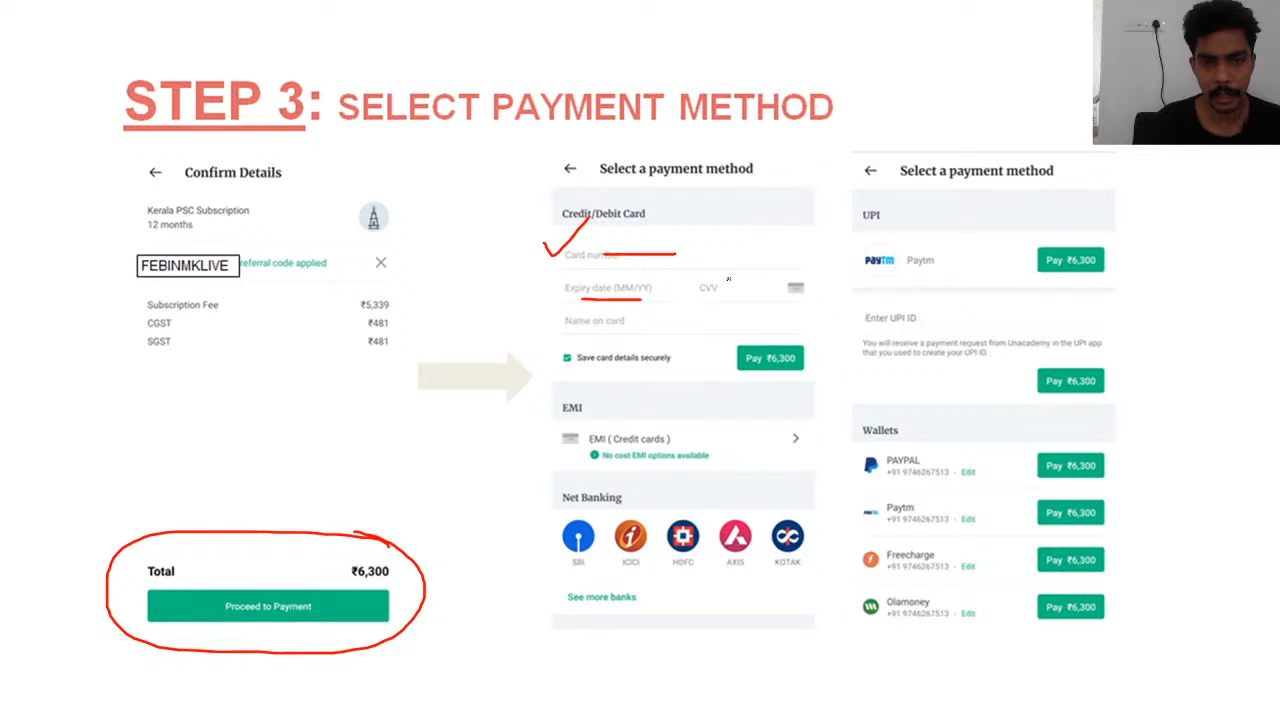 STEP 3: SELECT PAYMENT METHOD
Confirm Details
Kerala PSC Subscription
12 months
FEBINMKLIVE referral code applied
Subscription Fee ₹5,339
CGST ₹481
SGST ₹481
Total ₹6,300
Proceed to Payment
Select a payment method
Credit/Debit Card
Card number
Expiry date (MM/YY) CVV
Name on card
Save card details securely Pay ₹6,300
EMI
EMI ( Credit cards )
No cost EMI options available
Net Banking
SBI ICICI HDFC AXIS KOTAK
See more banks
Select a payment method
UPI
Paytm Paytm Pay ₹6,300
Enter UPI ID
You will receive a payment request from Unacademy in the UPI app
that you used to create your UPI ID.
Pay ₹6,300
Wallets
PAYPAL
+91 9746267513 - Edit Pay ₹6,300
Paytm
+91 9746267513 - Edit Pay ₹6,300
Freecharge
+91 9746267513 - Edit Pay ₹6,300
Olamoney
+91 9746267513 - Edit Pay ₹6,300